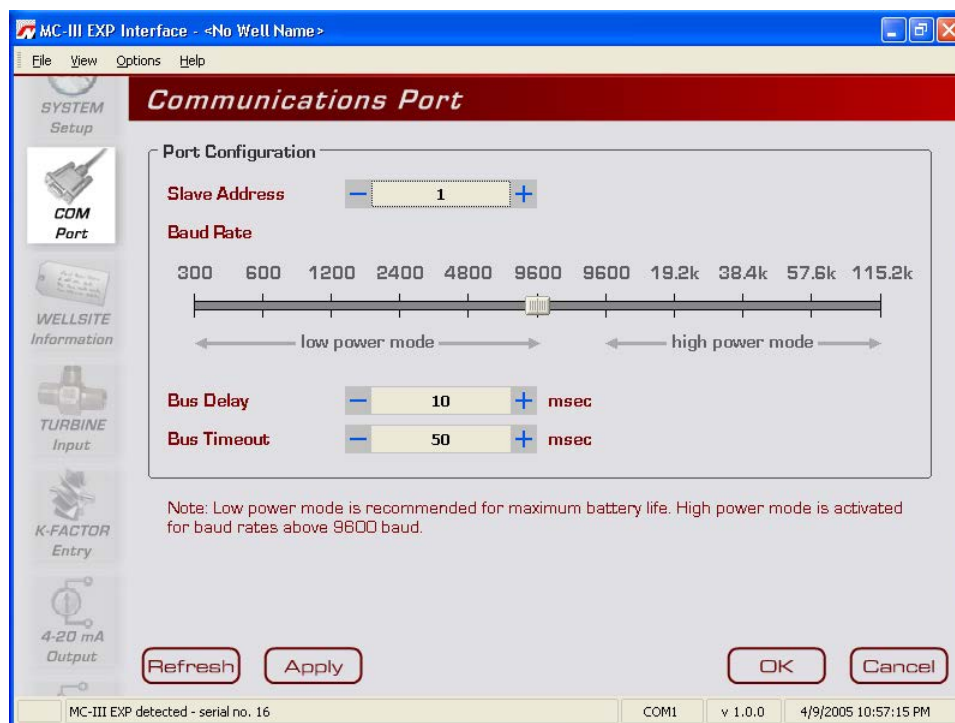 MC-III EXP Interface - <No Well Name>
File View Options Help
SYSTEM
Setup
COM
Port
WELLSITE
Information
TURBINE
Input
K-FACTOR
Entry
4-20 mA
Output
Communications Port
Port Configuration
Slave Address 1
Baud Rate
300 600 1200 2400 4800 9600 9600 19.2k 38.4k 57.6k 115.2k
low power mode high power mode
Bus Delay 10 msec
Bus Timeout 50 msec
Note: Low power mode is recommended for maximum battery life. High power mode is activated
for baud rates above 9600 baud.
Refresh Apply OK Cancel
MC-III EXP detected - serial no. 16 COM1 v 1.0.0 4/9/2005 10:57:15 PM